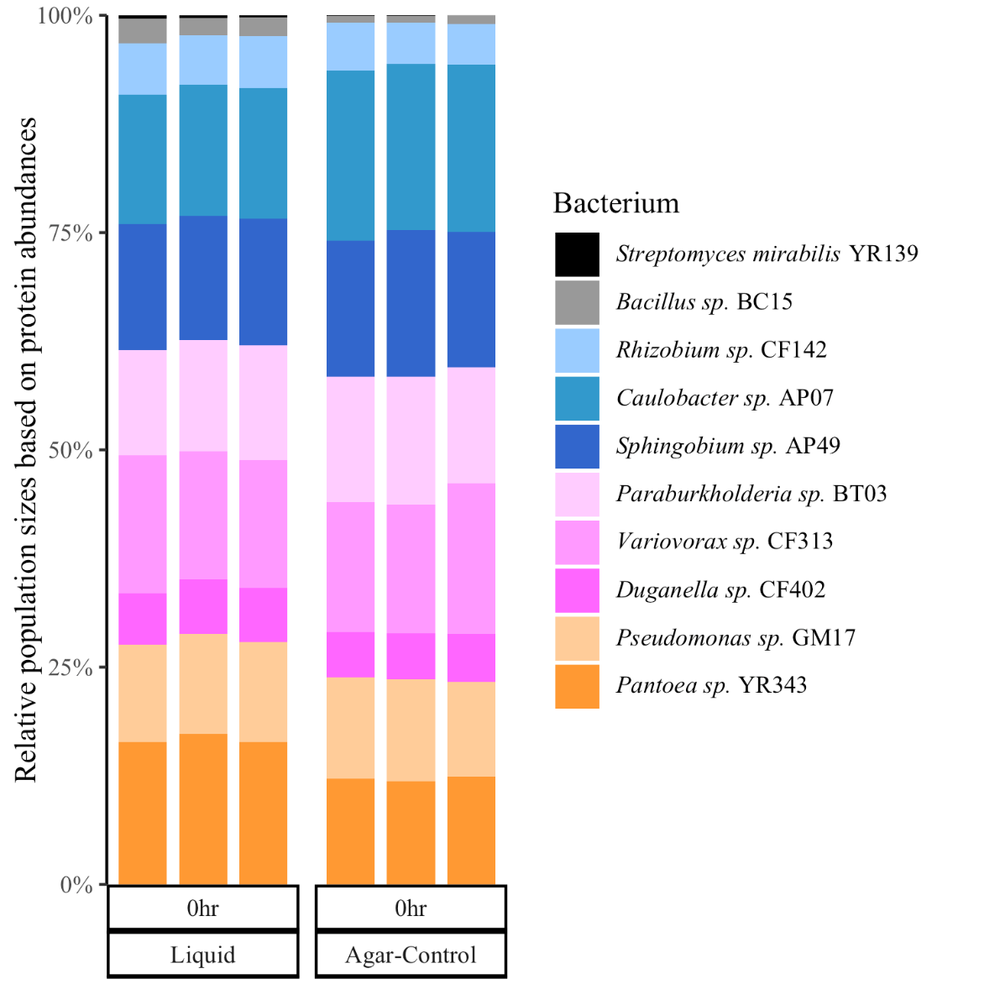 Relative population sizes based on protein abundances
100%
75%
50%
25%
0%
0hr
0hr
Liquid
Agar-Control
Bacterium
Streptomyces mirabilis YR139
Bacillus sp. BC15
Rhizobium sp. CF142
Caulobacter sp. AP07
Sphingobium sp. AP49
Paraburkholderia sp. BT03
Variovorax sp. CF313
Duganella sp. CF402
Pseudomonas sp. GM17
Pantoea sp. YR343